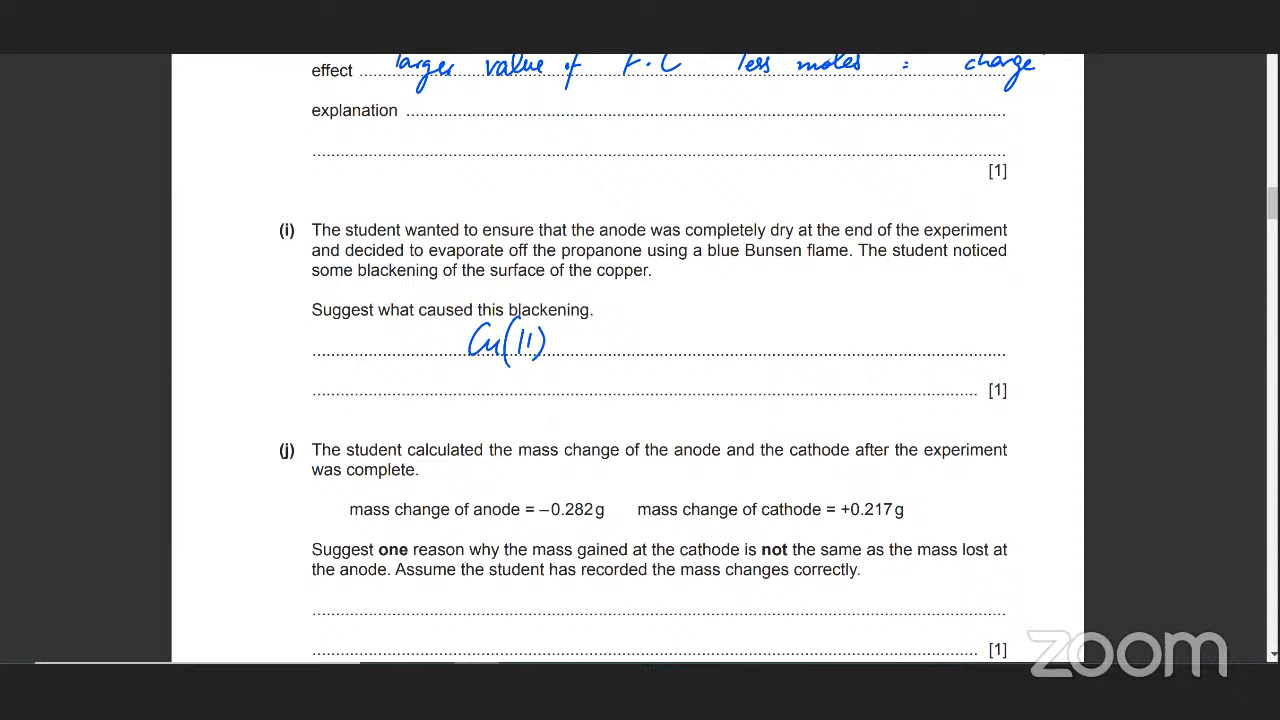 effect larger value of F.C less moles : charge
explanation
[1]
(i) The student wanted to ensure that the anode was completely dry at the end of the experiment
and decided to evaporate off the propanone using a blue Bunsen flame. The student noticed
some blackening of the surface of the copper.
Suggest what caused this blackening.
Cu(II)
[1]
(j) The student calculated the mass change of the anode and the cathode after the experiment
was complete.
mass change of anode = −0.282 g mass change of cathode = +0.217 g
Suggest one reason why the mass gained at the cathode is not the same as the mass lost at
the anode. Assume the student has recorded the mass changes correctly.
[1]
zoom